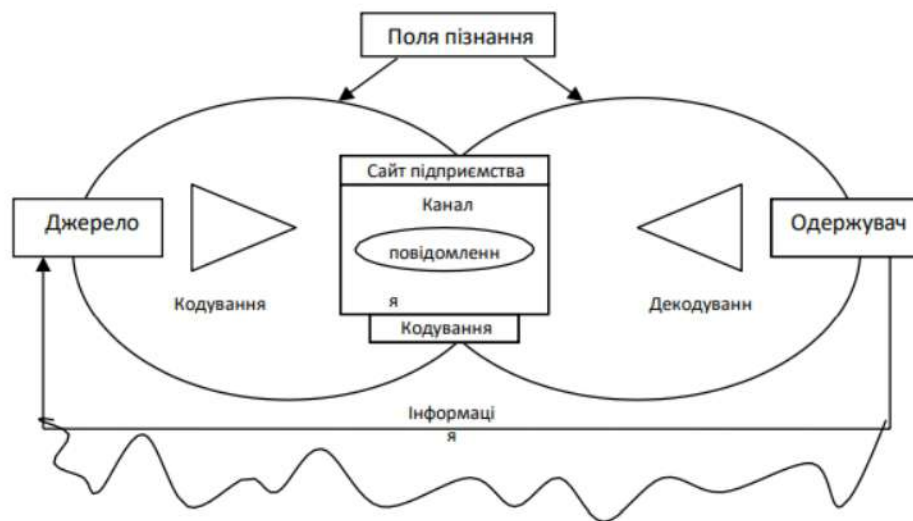 Поля пізнання
Сайт підприємства
Джерело
Канал
Одержувач
повідомленн
я
Кодування
Декодуванн
Кодування
Інформаці
я